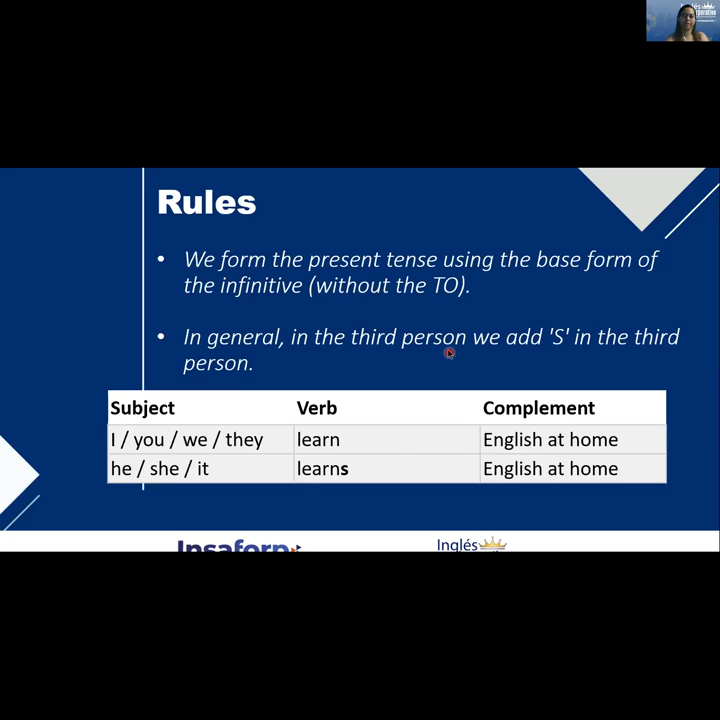 Inglés
Rules
• We form the present tense using the base form of
the infinitive (without the TO).
• In general, in the third person we add 'S' in the third
person.
Subject Verb Complement
I / you / we / they learn English at home
he / she / it learns English at home
Insaforp
Inglés